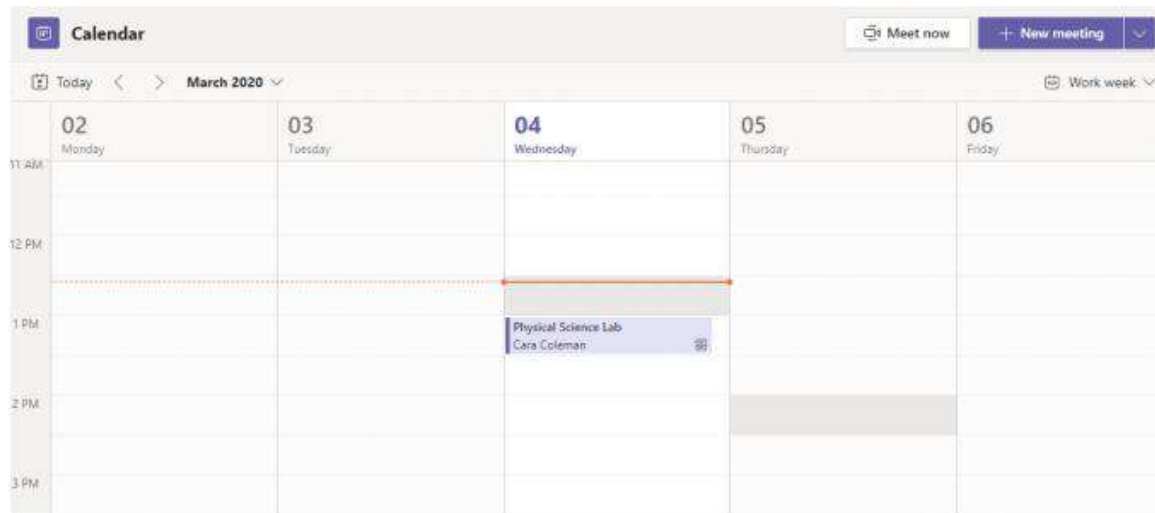 Calendar
Meet now
+ New meeting
Today
March 2020
Work week
02
Monday
03
Tuesday
04
Wednesday
05
Thursday
06
Friday
11 AM
12 PM
1 PM
Physical Science Lab
Cara Coleman
2 PM
3 PM